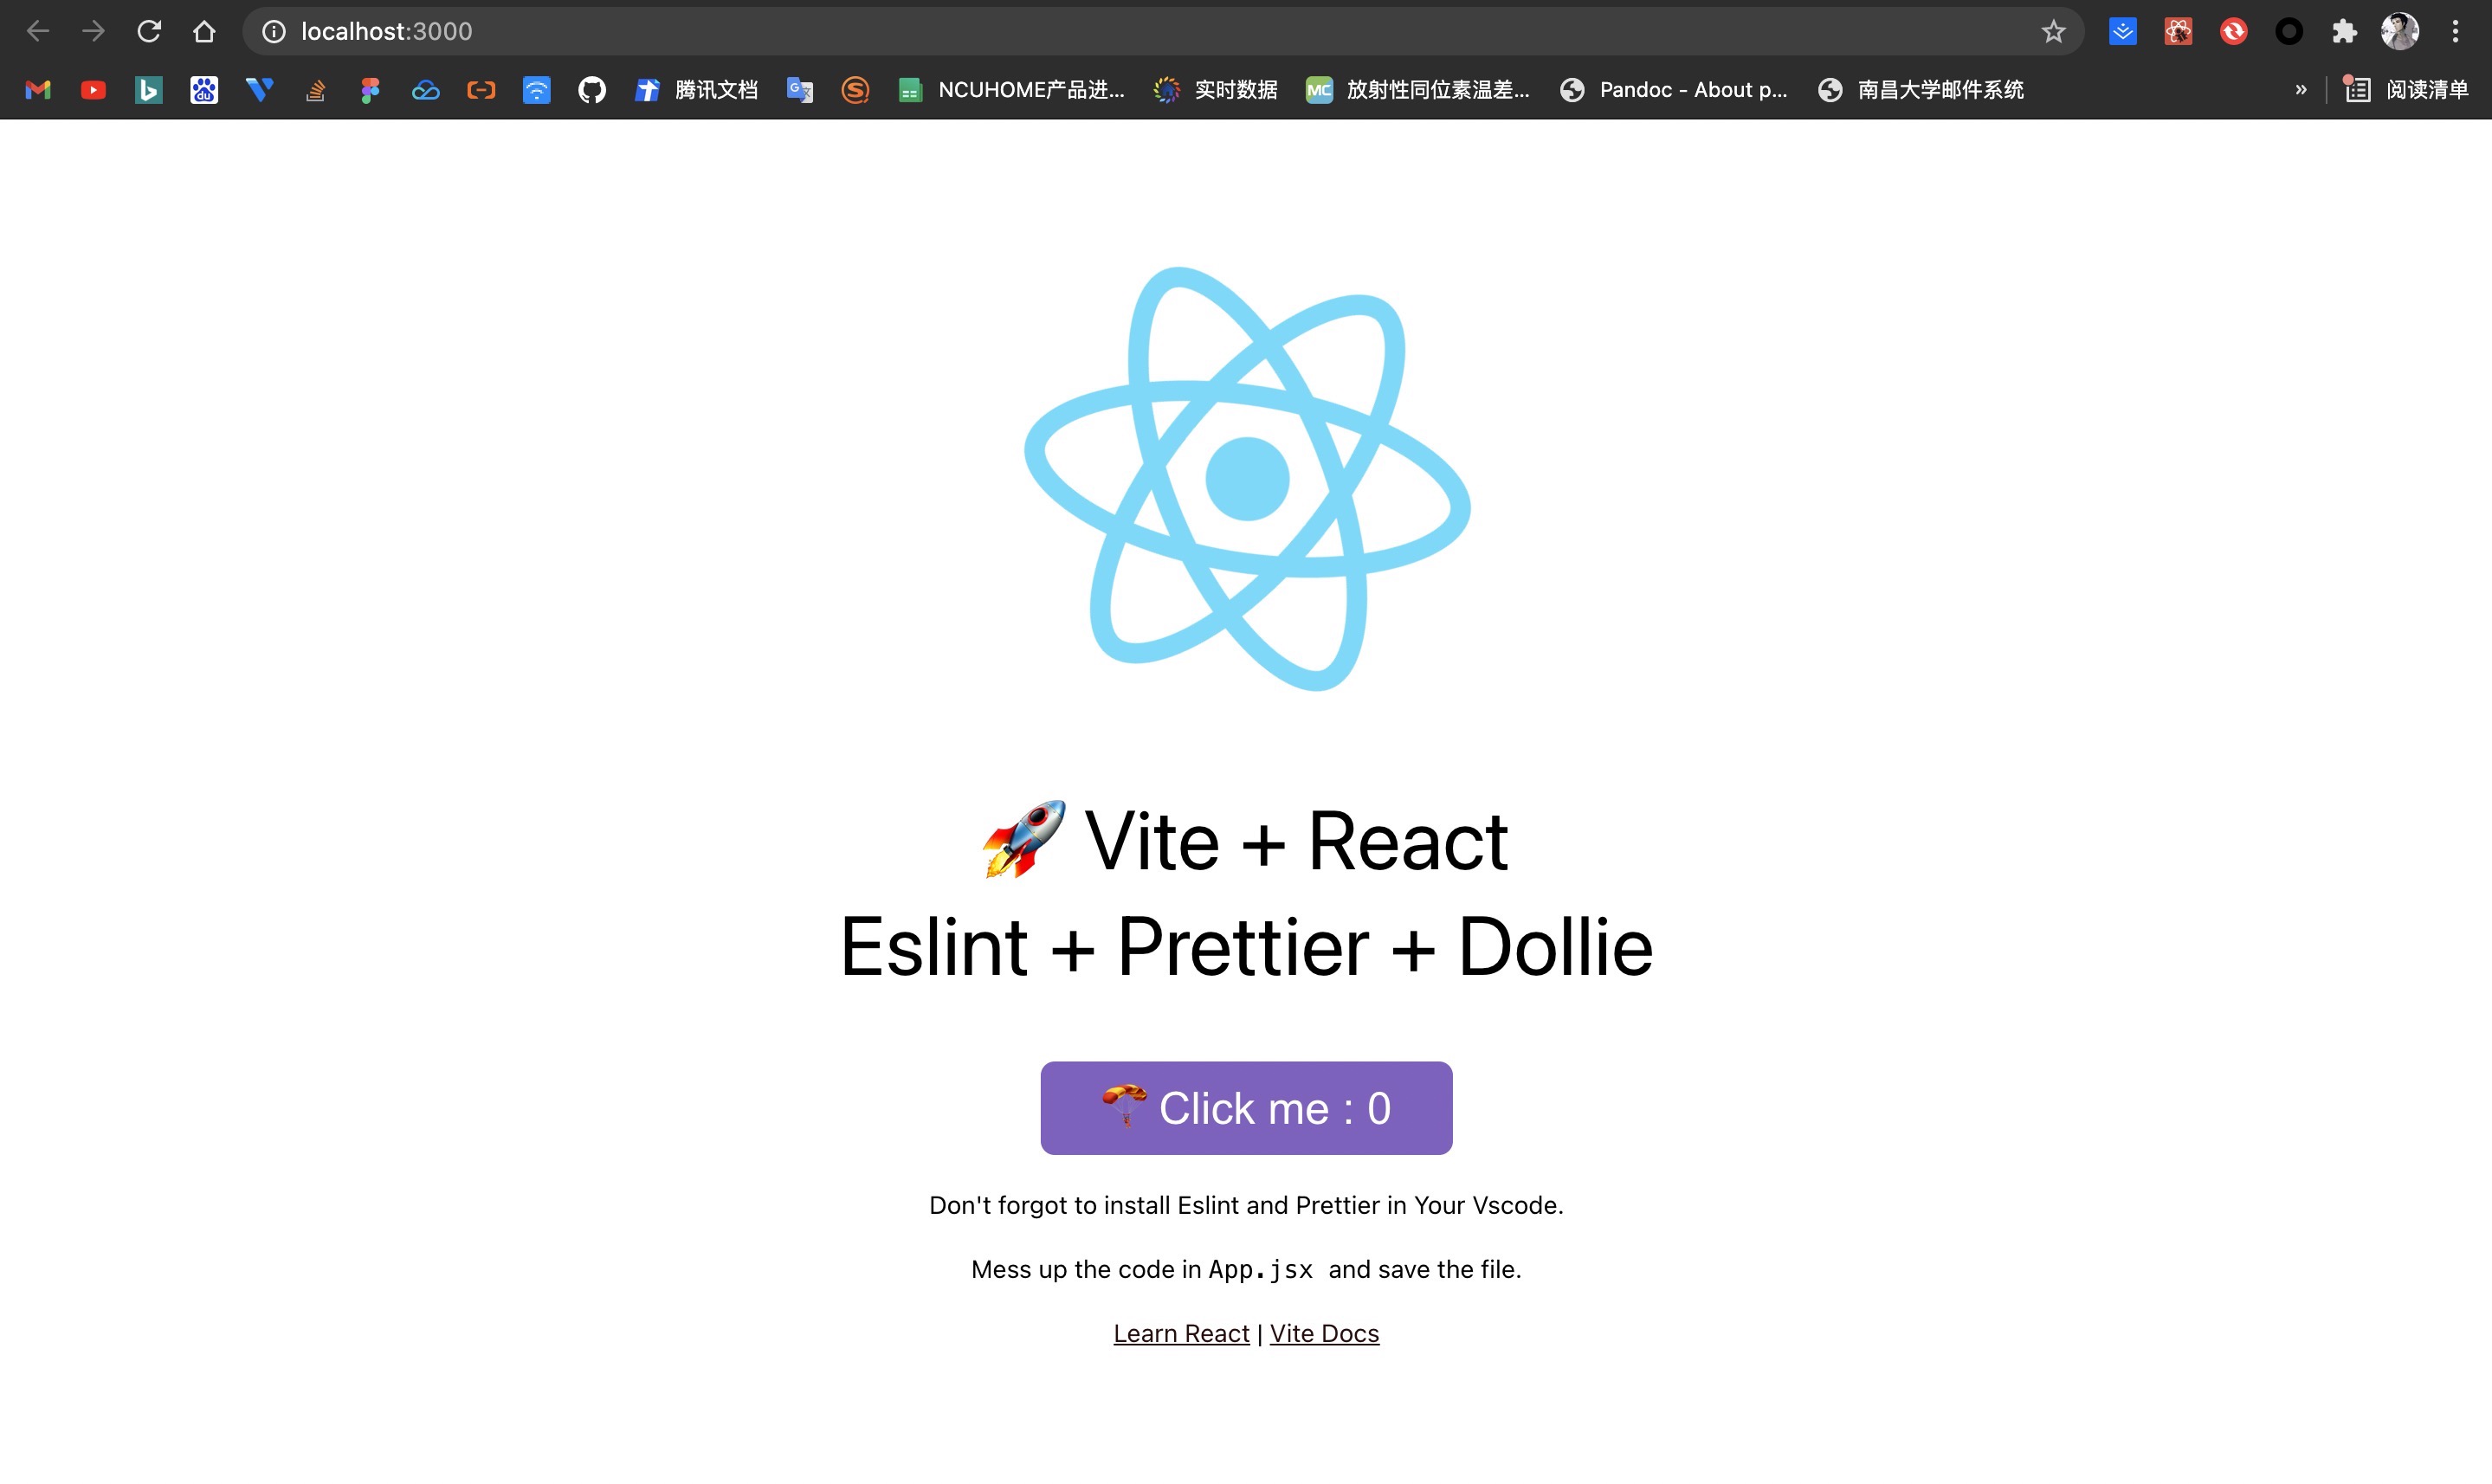 localhost:3000
腾讯文档 NCUHOME产品进... 实时数据 MC 放射性同位素温差... Pandoc - About p... 南昌大学邮件系统 » 阅读清单
🚀 Vite + React
Eslint + Prettier + Dollie
🪂 Click me : 0
Don't forgot to install Eslint and Prettier in Your Vscode.
Mess up the code in App.jsx and save the file.
Learn React | Vite Docs